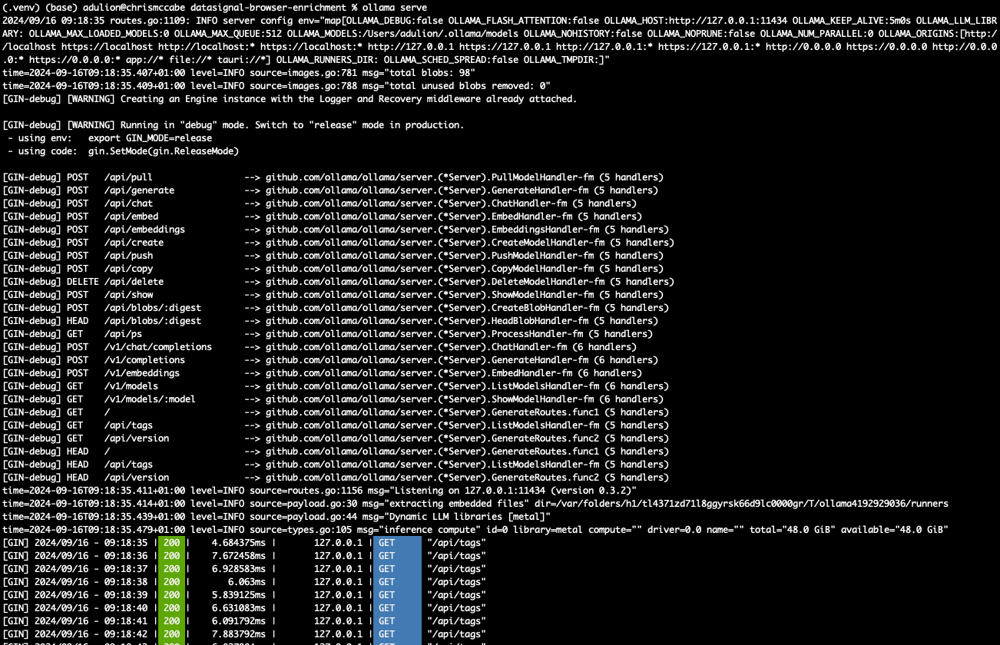 (.venv) (base) adulion@chrismccabe datasignal-browser-enrichment % ollama serve
2024/09/16 09:18:35 routes.go:1109: INFO server config env="map[OLLAMA_DEBUG:false OLLAMA_FLASH_ATTENTION:false OLLAMA_HOST:http://127.0.0.1:11434 OLLAMA_KEEP_ALIVE:5m0s OLLAMA_LLM_LIBR
ARY: OLLAMA_MAX_LOADED_MODELS:0 OLLAMA_MAX_QUEUE:512 OLLAMA_MODELS:/Users/adulion/.ollama/models OLLAMA_NOHISTORY:false OLLAMA_NOPRUNE:false OLLAMA_NUM_PARALLEL:0 OLLAMA_ORIGINS:[http:/
/localhost https://localhost http://localhost:* https://localhost:* http://127.0.0.1 https://127.0.0.1 http://127.0.0.1:* https://127.0.0.1:* http://0.0.0.0 https://0.0.0.0 http://0.0.0
.0:* https://0.0.0.0:* app://* file://* tauri://*] OLLAMA_RUNNERS_DIR: OLLAMA_SCHED_SPREAD:false OLLAMA_TMPDIR:]"
time=2024-09-16T09:18:35.407+01:00 level=INFO source=images.go:781 msg="total blobs: 98"
time=2024-09-16T09:18:35.409+01:00 level=INFO source=images.go:788 msg="total unused blobs removed: 0"
[GIN-debug] [WARNING] Creating an Engine instance with the Logger and Recovery middleware already attached.
[GIN-debug] [WARNING] Running in "debug" mode. Switch to "release" mode in production.
- using env: export GIN_MODE=release
- using code: gin.SetMode(gin.ReleaseMode)
[GIN-debug] POST /api/pull --> github.com/ollama/ollama/server.(*Server).PullModelHandler-fm (5 handlers)
[GIN-debug] POST /api/generate --> github.com/ollama/ollama/server.(*Server).GenerateHandler-fm (5 handlers)
[GIN-debug] POST /api/chat --> github.com/ollama/ollama/server.(*Server).ChatHandler-fm (5 handlers)
[GIN-debug] POST /api/embed --> github.com/ollama/ollama/server.(*Server).EmbedHandler-fm (5 handlers)
[GIN-debug] POST /api/embeddings --> github.com/ollama/ollama/server.(*Server).EmbeddingsHandler-fm (5 handlers)
[GIN-debug] POST /api/create --> github.com/ollama/ollama/server.(*Server).CreateModelHandler-fm (5 handlers)
[GIN-debug] POST /api/push --> github.com/ollama/ollama/server.(*Server).PushModelHandler-fm (5 handlers)
[GIN-debug] POST /api/copy --> github.com/ollama/ollama/server.(*Server).CopyModelHandler-fm (5 handlers)
[GIN-debug] DELETE /api/delete --> github.com/ollama/ollama/server.(*Server).DeleteModelHandler-fm (5 handlers)
[GIN-debug] POST /api/show --> github.com/ollama/ollama/server.(*Server).ShowModelHandler-fm (5 handlers)
[GIN-debug] POST /api/blobs/:digest --> github.com/ollama/ollama/server.(*Server).CreateBlobHandler-fm (5 handlers)
[GIN-debug] HEAD /api/blobs/:digest --> github.com/ollama/ollama/server.(*Server).HeadBlobHandler-fm (5 handlers)
[GIN-debug] GET /api/ps --> github.com/ollama/ollama/server.(*Server).ProcessHandler-fm (5 handlers)
[GIN-debug] POST /v1/chat/completions --> github.com/ollama/ollama/server.(*Server).ChatHandler-fm (6 handlers)
[GIN-debug] POST /v1/completions --> github.com/ollama/ollama/server.(*Server).GenerateHandler-fm (6 handlers)
[GIN-debug] POST /v1/embeddings --> github.com/ollama/ollama/server.(*Server).EmbedHandler-fm (6 handlers)
[GIN-debug] GET /v1/models --> github.com/ollama/ollama/server.(*Server).ListModelsHandler-fm (6 handlers)
[GIN-debug] GET /v1/models/:model --> github.com/ollama/ollama/server.(*Server).ShowModelHandler-fm (6 handlers)
[GIN-debug] GET / --> github.com/ollama/ollama/server.(*Server).GenerateRoutes.func1 (5 handlers)
[GIN-debug] GET /api/tags --> github.com/ollama/ollama/server.(*Server).ListModelsHandler-fm (5 handlers)
[GIN-debug] GET /api/version --> github.com/ollama/ollama/server.(*Server).GenerateRoutes.func2 (5 handlers)
[GIN-debug] HEAD / --> github.com/ollama/ollama/server.(*Server).GenerateRoutes.func1 (5 handlers)
[GIN-debug] HEAD /api/tags --> github.com/ollama/ollama/server.(*Server).ListModelsHandler-fm (5 handlers)
[GIN-debug] HEAD /api/version --> github.com/ollama/ollama/server.(*Server).GenerateRoutes.func2 (5 handlers)
time=2024-09-16T09:18:35.411+01:00 level=INFO source=routes.go:1156 msg="Listening on 127.0.0.1:11434 (version 0.3.2)"
time=2024-09-16T09:18:35.414+01:00 level=INFO source=payload.go:30 msg="extracting embedded files" dir=/var/folders/h1/tl4371zd71l8ggyrsk66d9lc0000gr/T/ollama4192929036/runners
time=2024-09-16T09:18:35.439+01:00 level=INFO source=payload.go:44 msg="Dynamic LLM libraries [metal]"
time=2024-09-16T09:18:35.479+01:00 level=INFO source=types.go:105 msg="inference compute" id=0 library=metal compute="" driver=0.0 name="" total="48.0 GiB" available="48.0 GiB"
[GIN] 2024/09/16 - 09:18:35 | 200 | 4.684375ms | 127.0.0.1 | GET "/api/tags"
[GIN] 2024/09/16 - 09:18:36 | 200 | 7.672458ms | 127.0.0.1 | GET "/api/tags"
[GIN] 2024/09/16 - 09:18:37 | 200 | 6.928583ms | 127.0.0.1 | GET "/api/tags"
[GIN] 2024/09/16 - 09:18:38 | 200 | 6.063ms | 127.0.0.1 | GET "/api/tags"
[GIN] 2024/09/16 - 09:18:39 | 200 | 5.839125ms | 127.0.0.1 | GET "/api/tags"
[GIN] 2024/09/16 - 09:18:40 | 200 | 6.631083ms | 127.0.0.1 | GET "/api/tags"
[GIN] 2024/09/16 - 09:18:41 | 200 | 6.091792ms | 127.0.0.1 | GET "/api/tags"
[GIN] 2024/09/16 - 09:18:42 | 200 | 7.883792ms | 127.0.0.1 | GET "/api/tags"